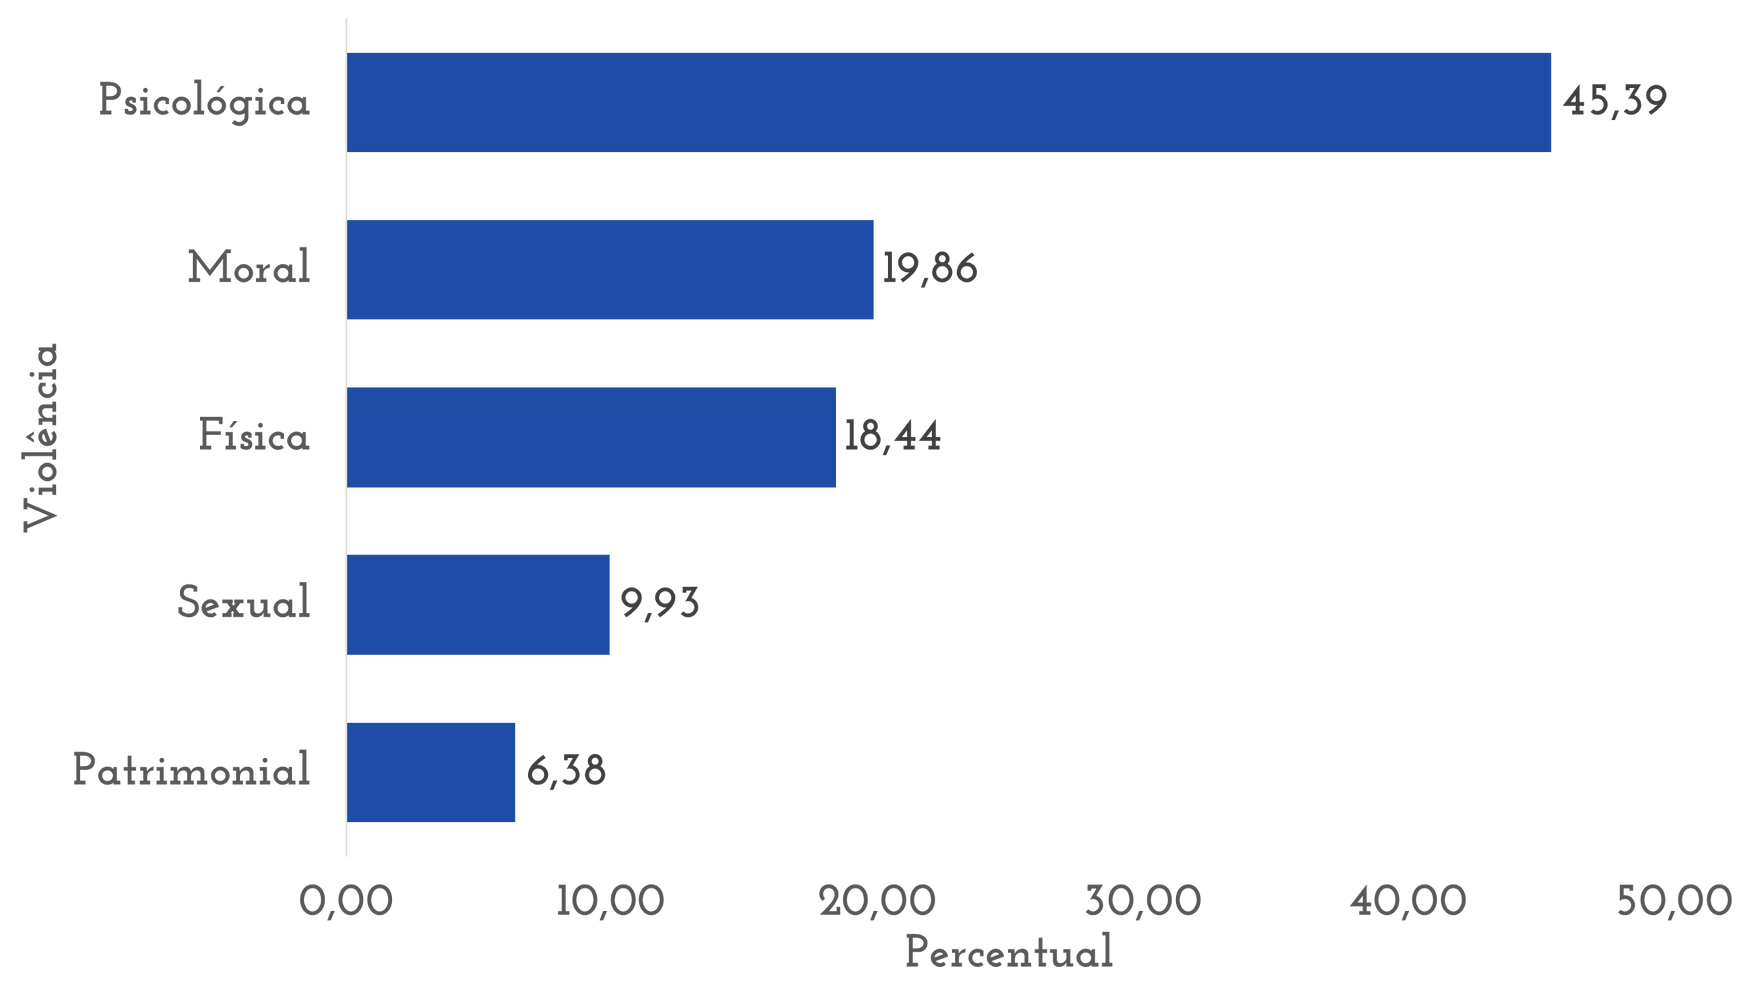 Psicológica 45,39
Moral 19,86
Física 18,44
Sexual 9,93
Patrimonial 6,38
Violência
0,00 10,00 20,00 30,00 40,00 50,00
Percentual